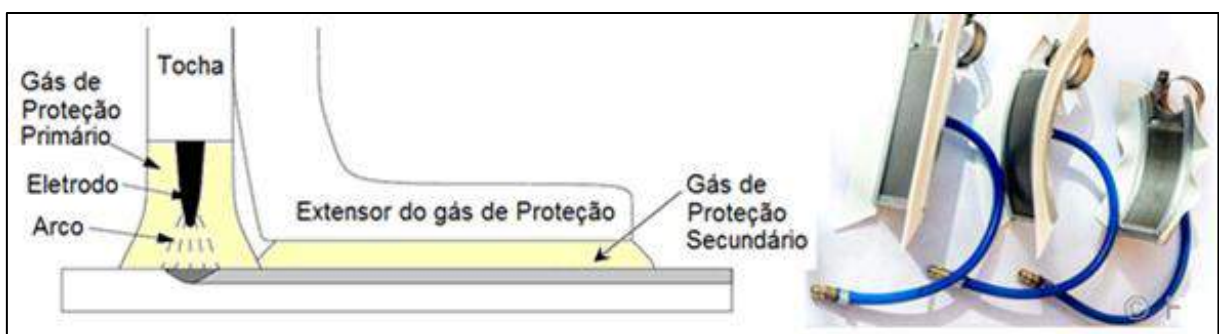 Tocha
Gás de
Proteção
Primário
Eletrodo
Arco
Extensor do gás de Proteção
Gás de
Proteção
Secundário
© F